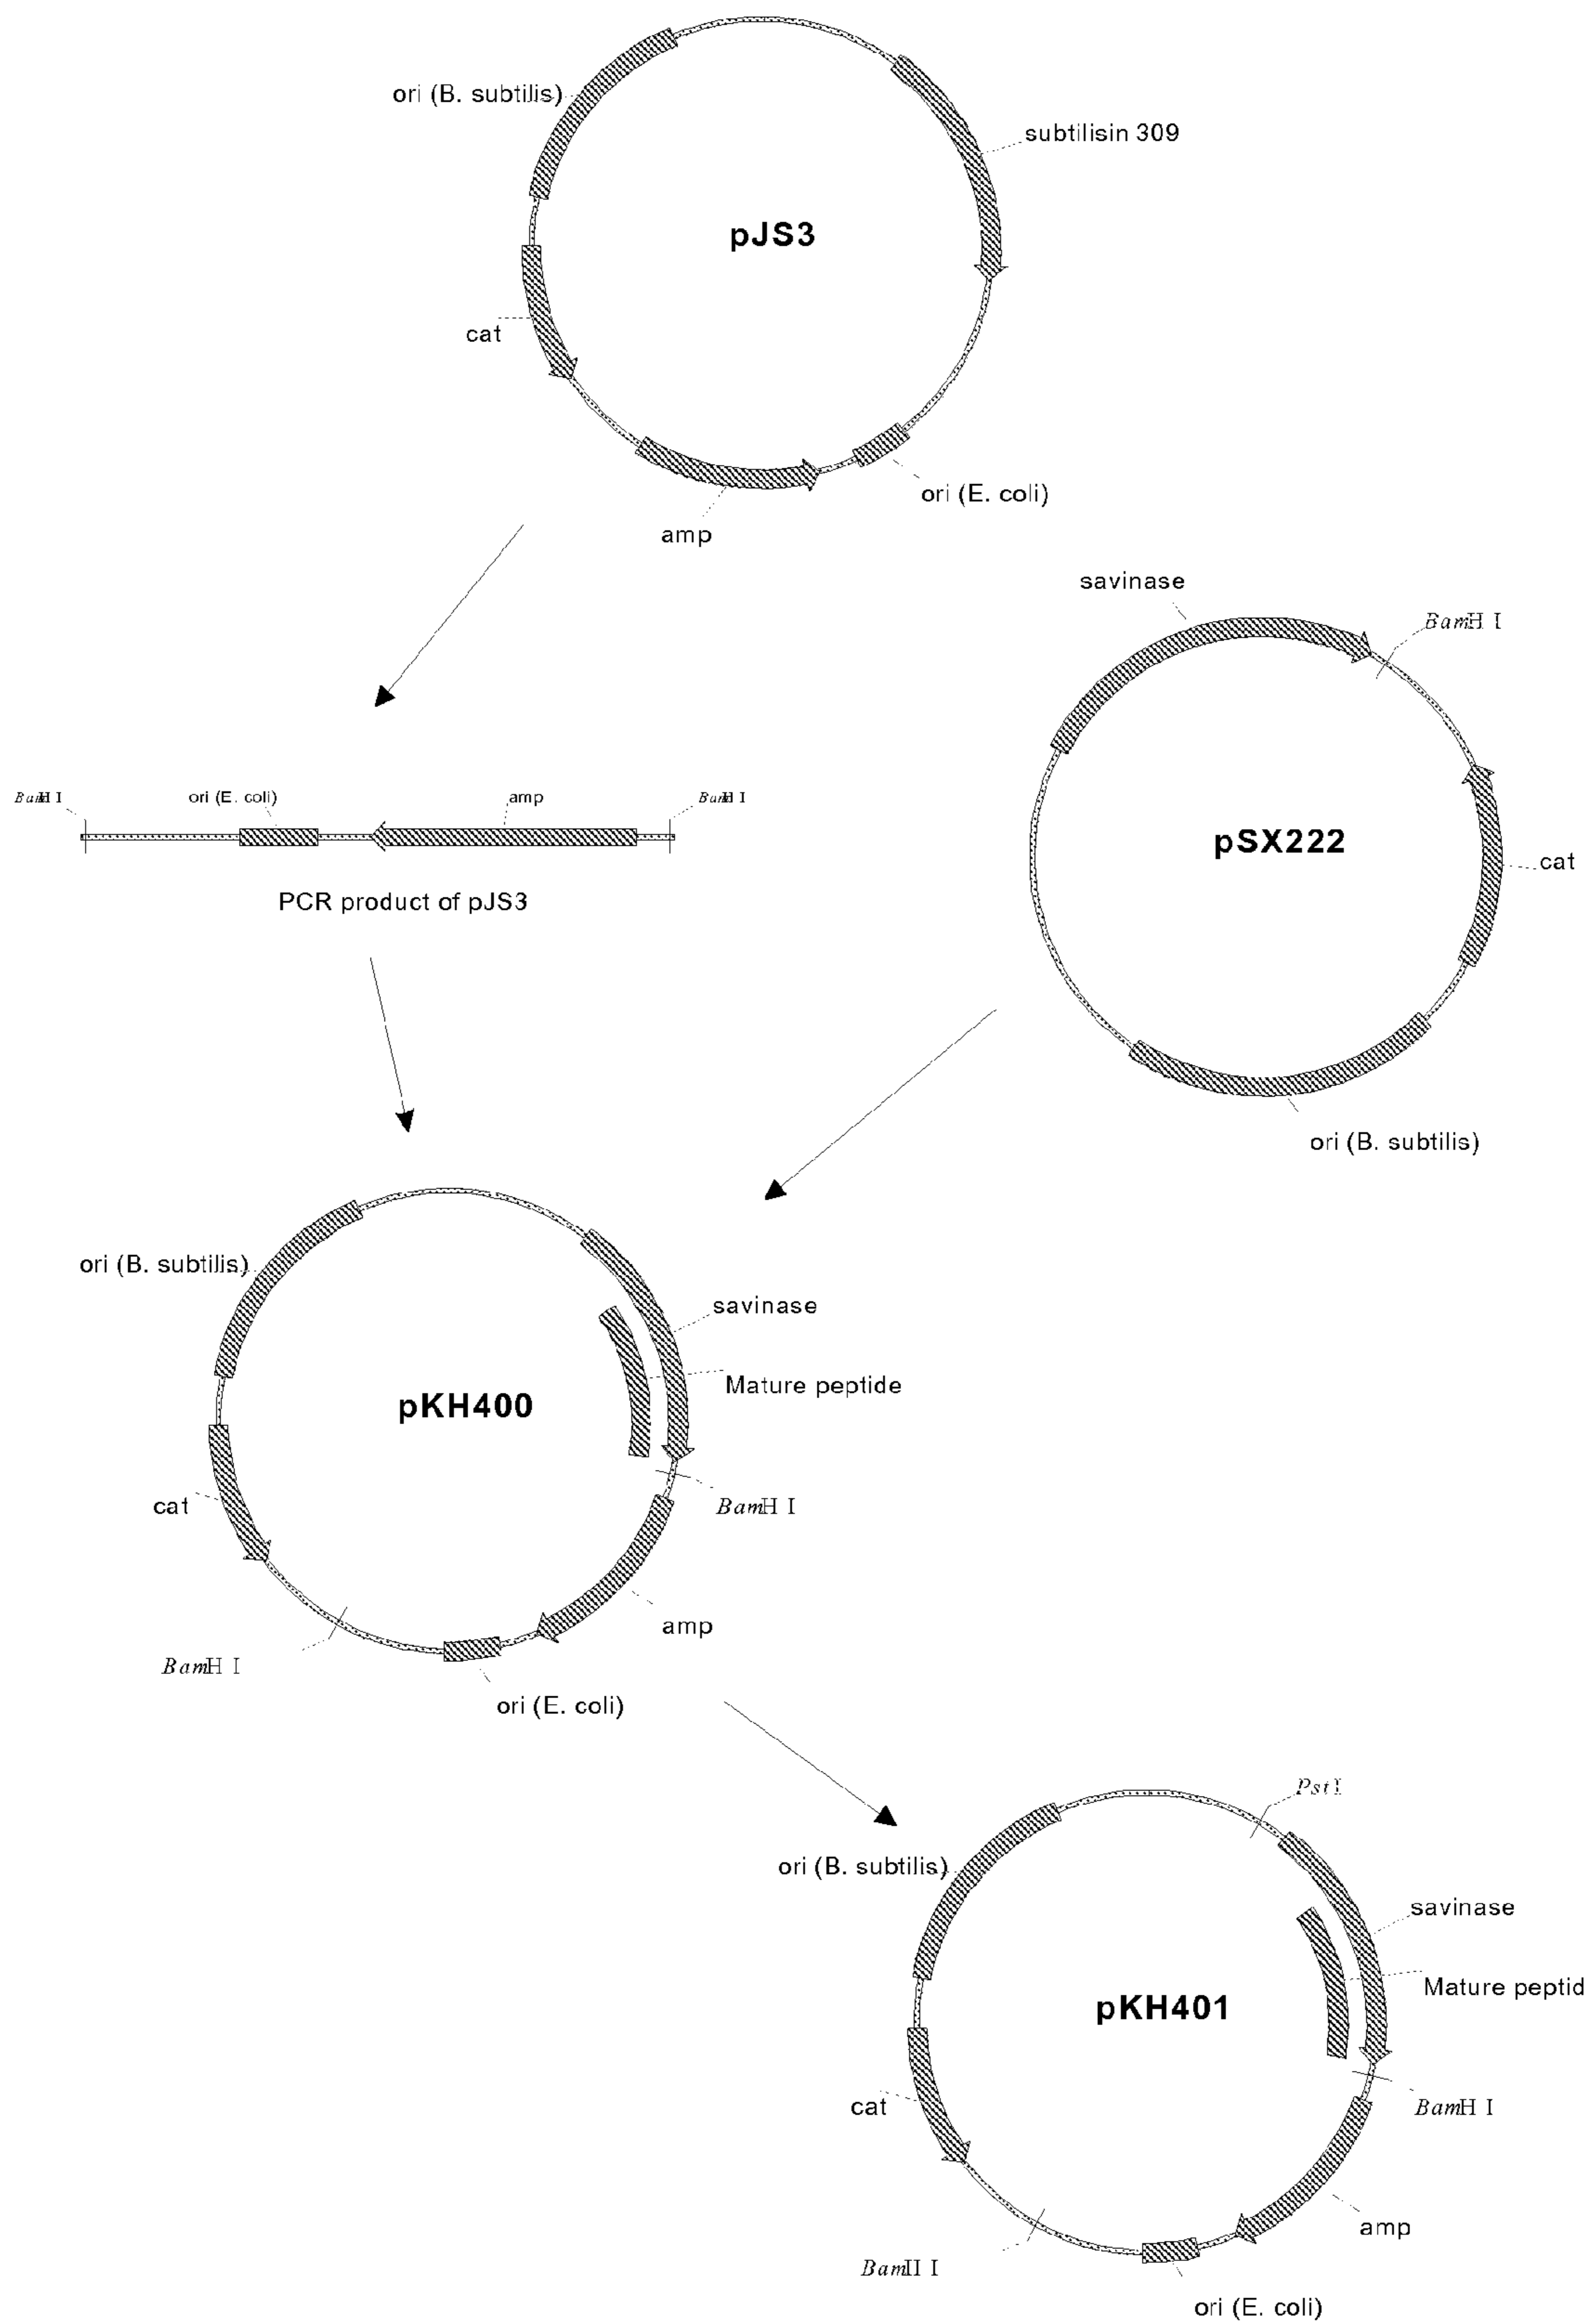 ori (B. subtilis)
subtilisin 309
pJS3
cat
ori (E. coli)
amp
savinase
BamH I
BamH I
ori (E. coli)
amp
BamH I
pSX222
cat
PCR product of pJS3
ori (B. subtilis)
ori (B. subtilis)
savinase
Mature peptide
pKH400
cat
BamH I
amp
BamH I
ori (E. coli)
Pst I
ori (B. subtilis)
savinase
Mature peptid
pKH401
cat
BamH I
amp
BamH I
ori (E. coli)